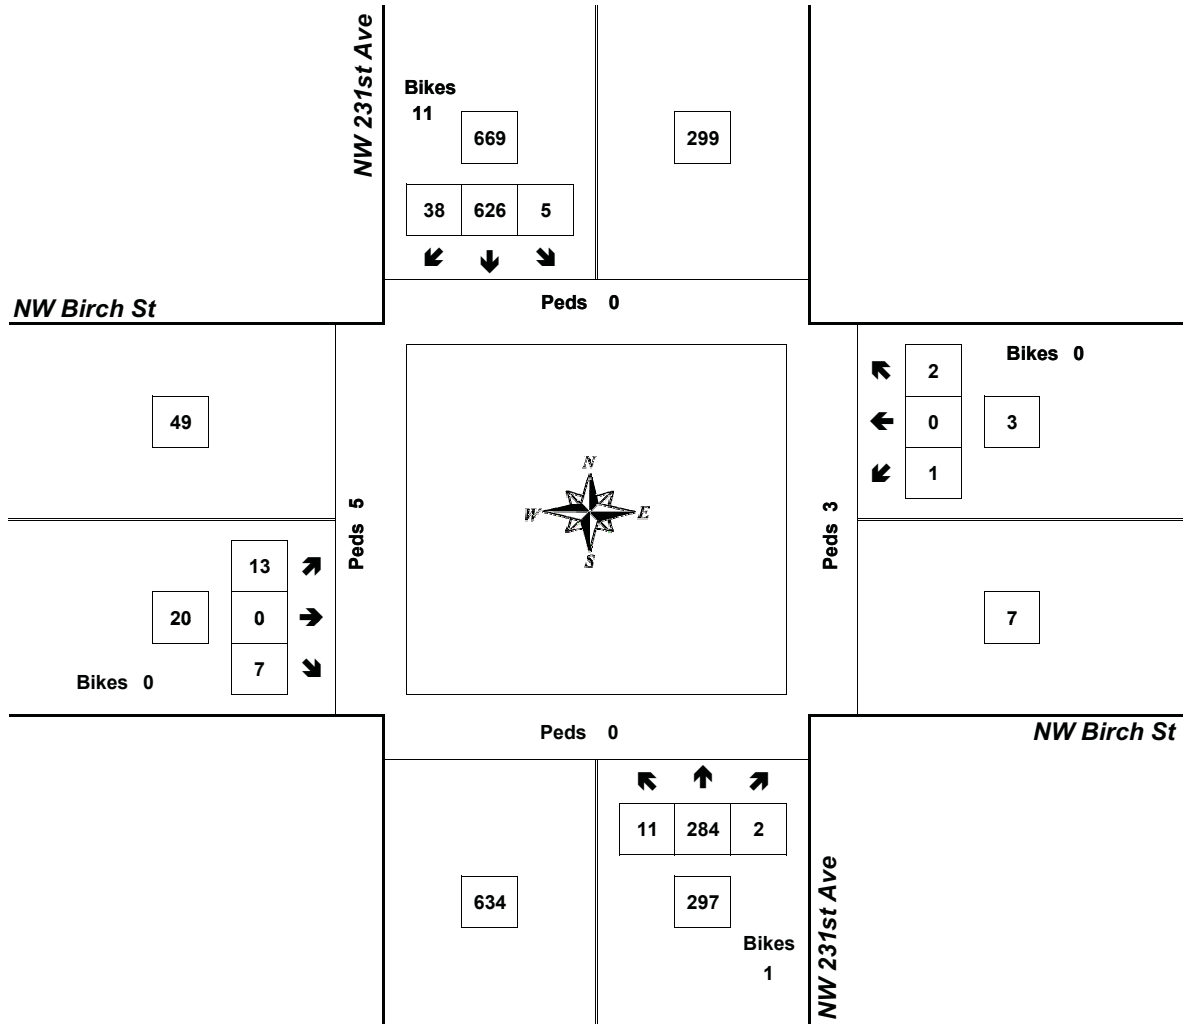 NW 231st Ave
Bikes
11
669
299
38 626 5
Peds 0
NW Birch St
Bikes 0
2
0
3
1
49
Peds 5
N
W E
S
Peds 3
13
20
0
7
Bikes 0
7
Peds 0
NW Birch St
11 284 2
634
297
Bikes
1
NW 231st Ave